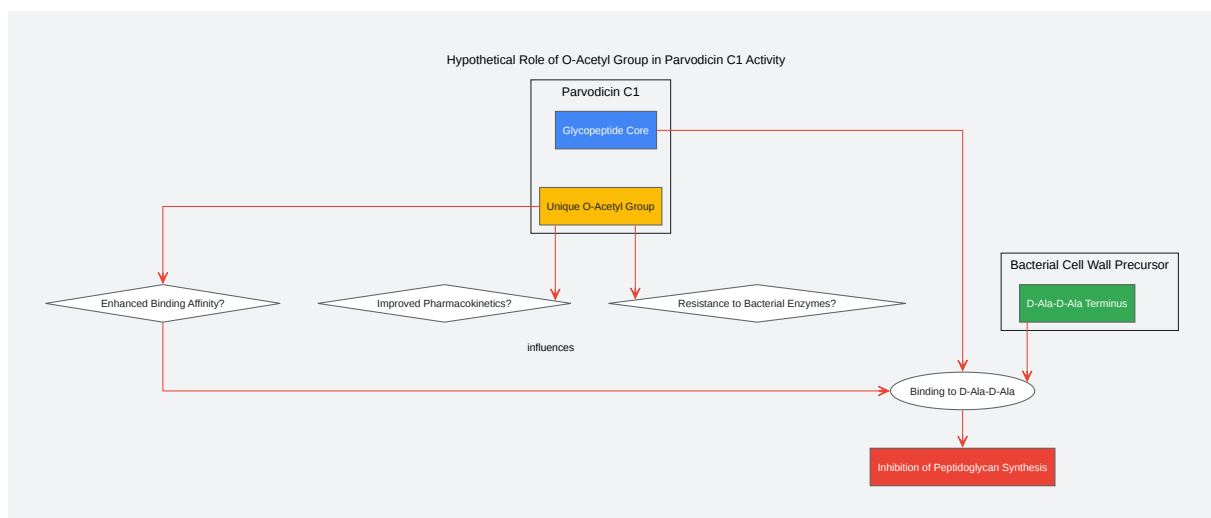 Hypothetical Role of O-Acetyl Group in Parvodicin C1 Activity
Parvodicin C1
Glycopeptide Core
Unique O-Acetyl Group
Bacterial Cell Wall Precursor
D-Ala-D-Ala Terminus
Enhanced Binding Affinity?
Improved Pharmacokinetics?
Resistance to Bacterial Enzymes?
influences
Binding to D-Ala-D-Ala
Inhibition of Peptidoglycan Synthesis